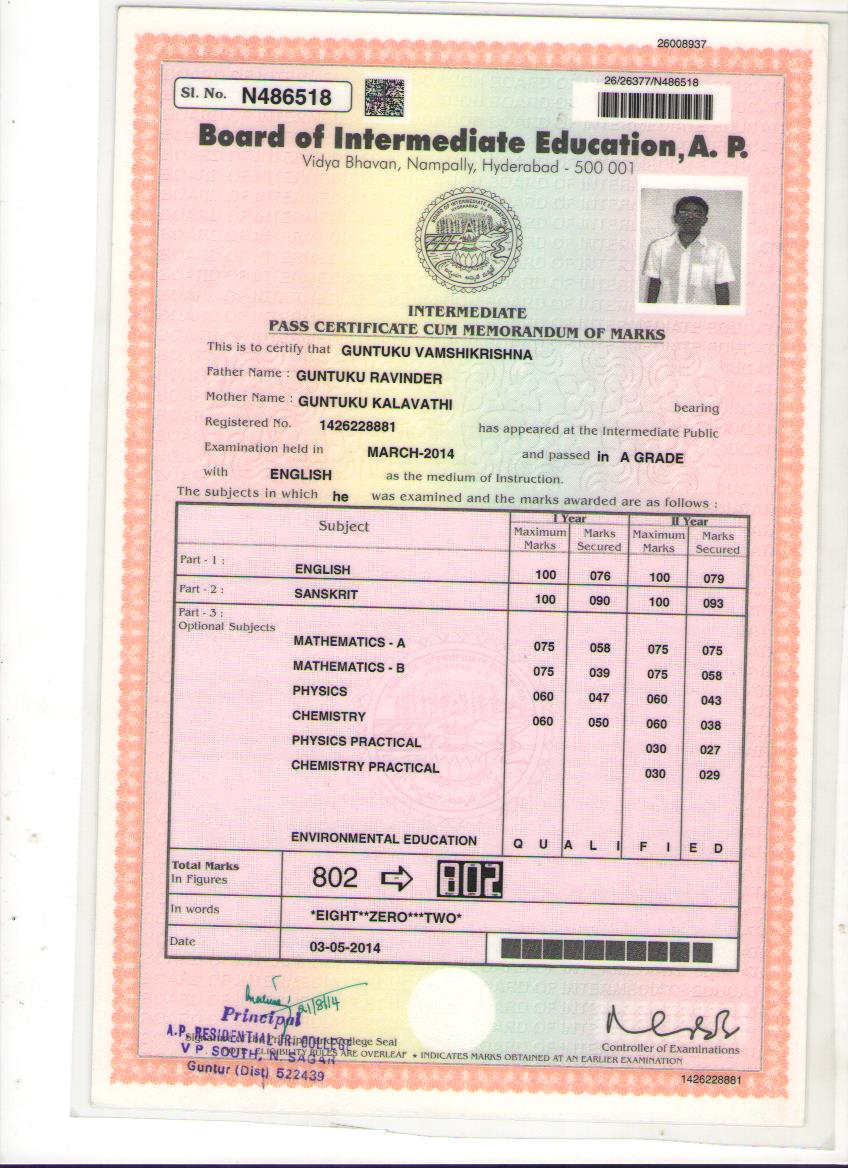 26008937
Sl. No. N486518
26/26377/N486518
Board of Intermediate Education, A. P.
Vidya Bhavan, Nampally, Hyderabad - 500 001
BOARD OF INTERMEDIATE EDUCATION
HYDERABAD A.P.
INTERMEDIATE
PASS CERTIFICATE CUM MEMORANDUM OF MARKS
This is to certify that GUNTUKU VAMSHIKRISHNA
Father Name : GUNTUKU RAVINDER
Mother Name : GUNTUKU KALAVATHI bearing
Registered No. 1426228881 has appeared at the Intermediate Public
Examination held in MARCH-2014 and passed in A GRADE
with ENGLISH as the medium of Instruction.
The subjects in which he was examined and the marks awarded are as follows :
Subject I Year II Year
Maximum Marks Marks Secured Maximum Marks Marks Secured
Part - 1 : ENGLISH 100 076 100 079
Part - 2 : SANSKRIT 100 090 100 093
Part - 3 :
Optional Subjects
MATHEMATICS - A 075 058 075 075
MATHEMATICS - B 075 039 075 058
PHYSICS 060 047 060 043
CHEMISTRY 060 050 060 038
PHYSICS PRACTICAL 030 027
CHEMISTRY PRACTICAL 030 029
ENVIRONMENTAL EDUCATION Q U A L I F I E D
Total Marks
In Figures 802 802
In words *EIGHT**ZERO***TWO*
Date 03-05-2014
21/8/14
Principal
A.P. RESIDENTIAL JR. COLLEGE
College Seal
V P SOUTH, N. SAGAR
Guntur (Dist) 522439
ELIGIBILITY RULES ARE OVERLEAF * INDICATES MARKS OBTAINED AT AN EARLIER EXAMINATION
Controller of Examinations
1426228881